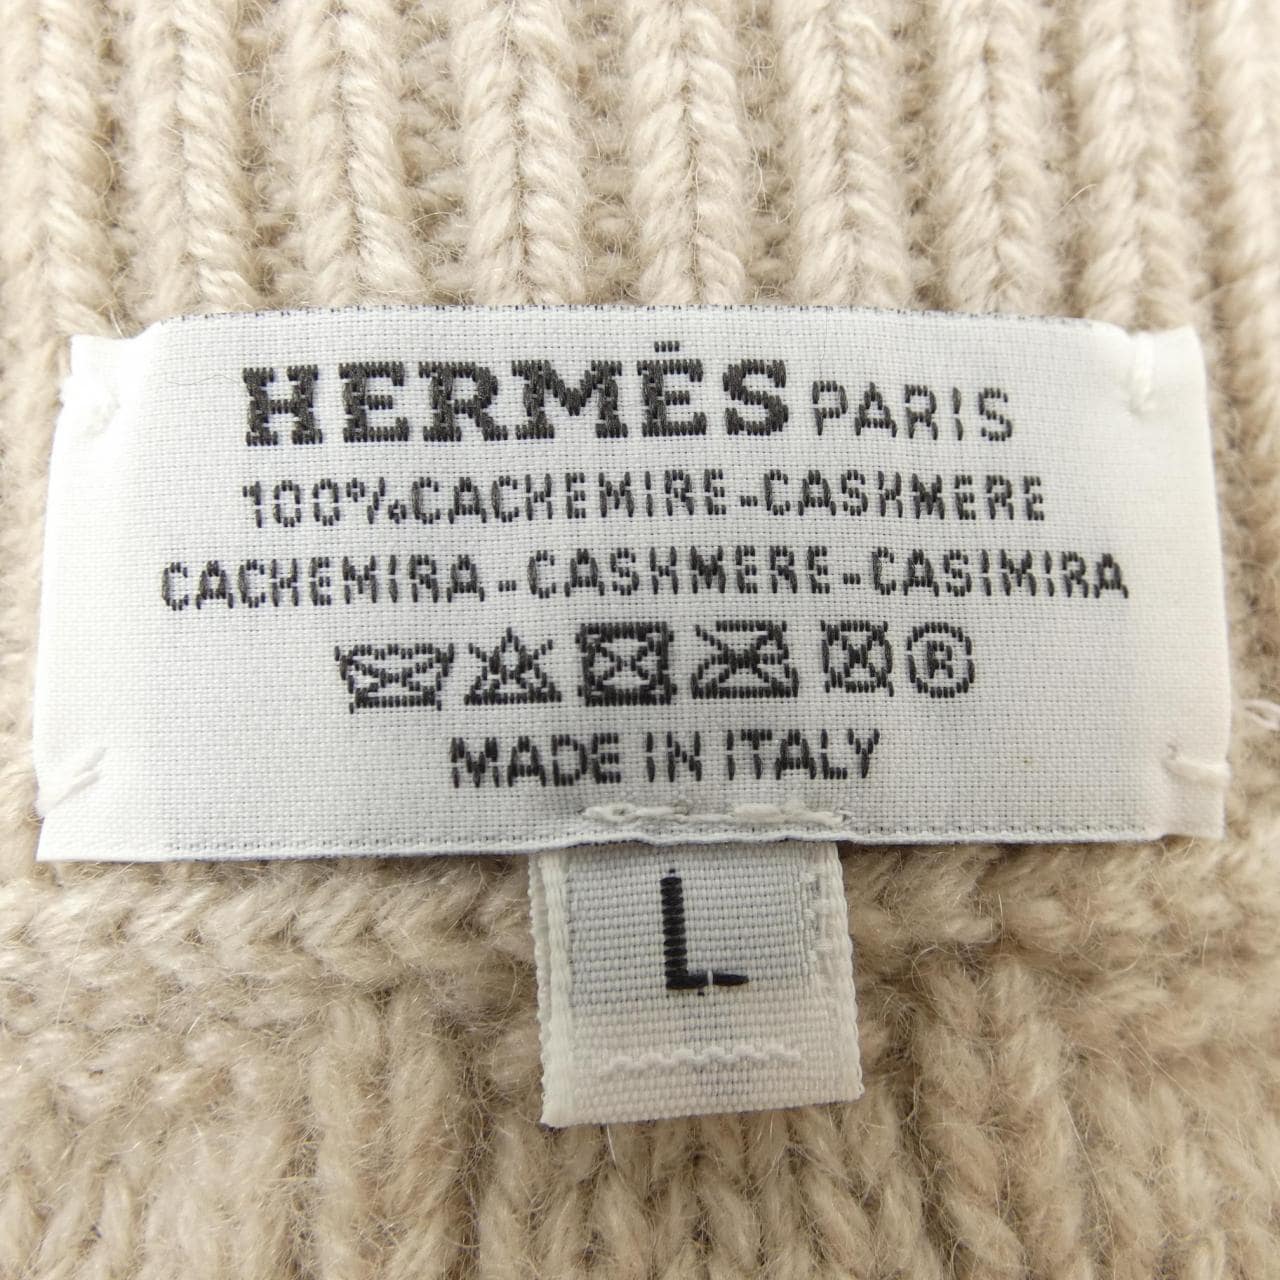 HERMÈS PARIS
100%CACHEMIRE-CASHMERE
CACHEMIRA-CASHMERE-CASIMIRA
®
MADE IN ITALY
L